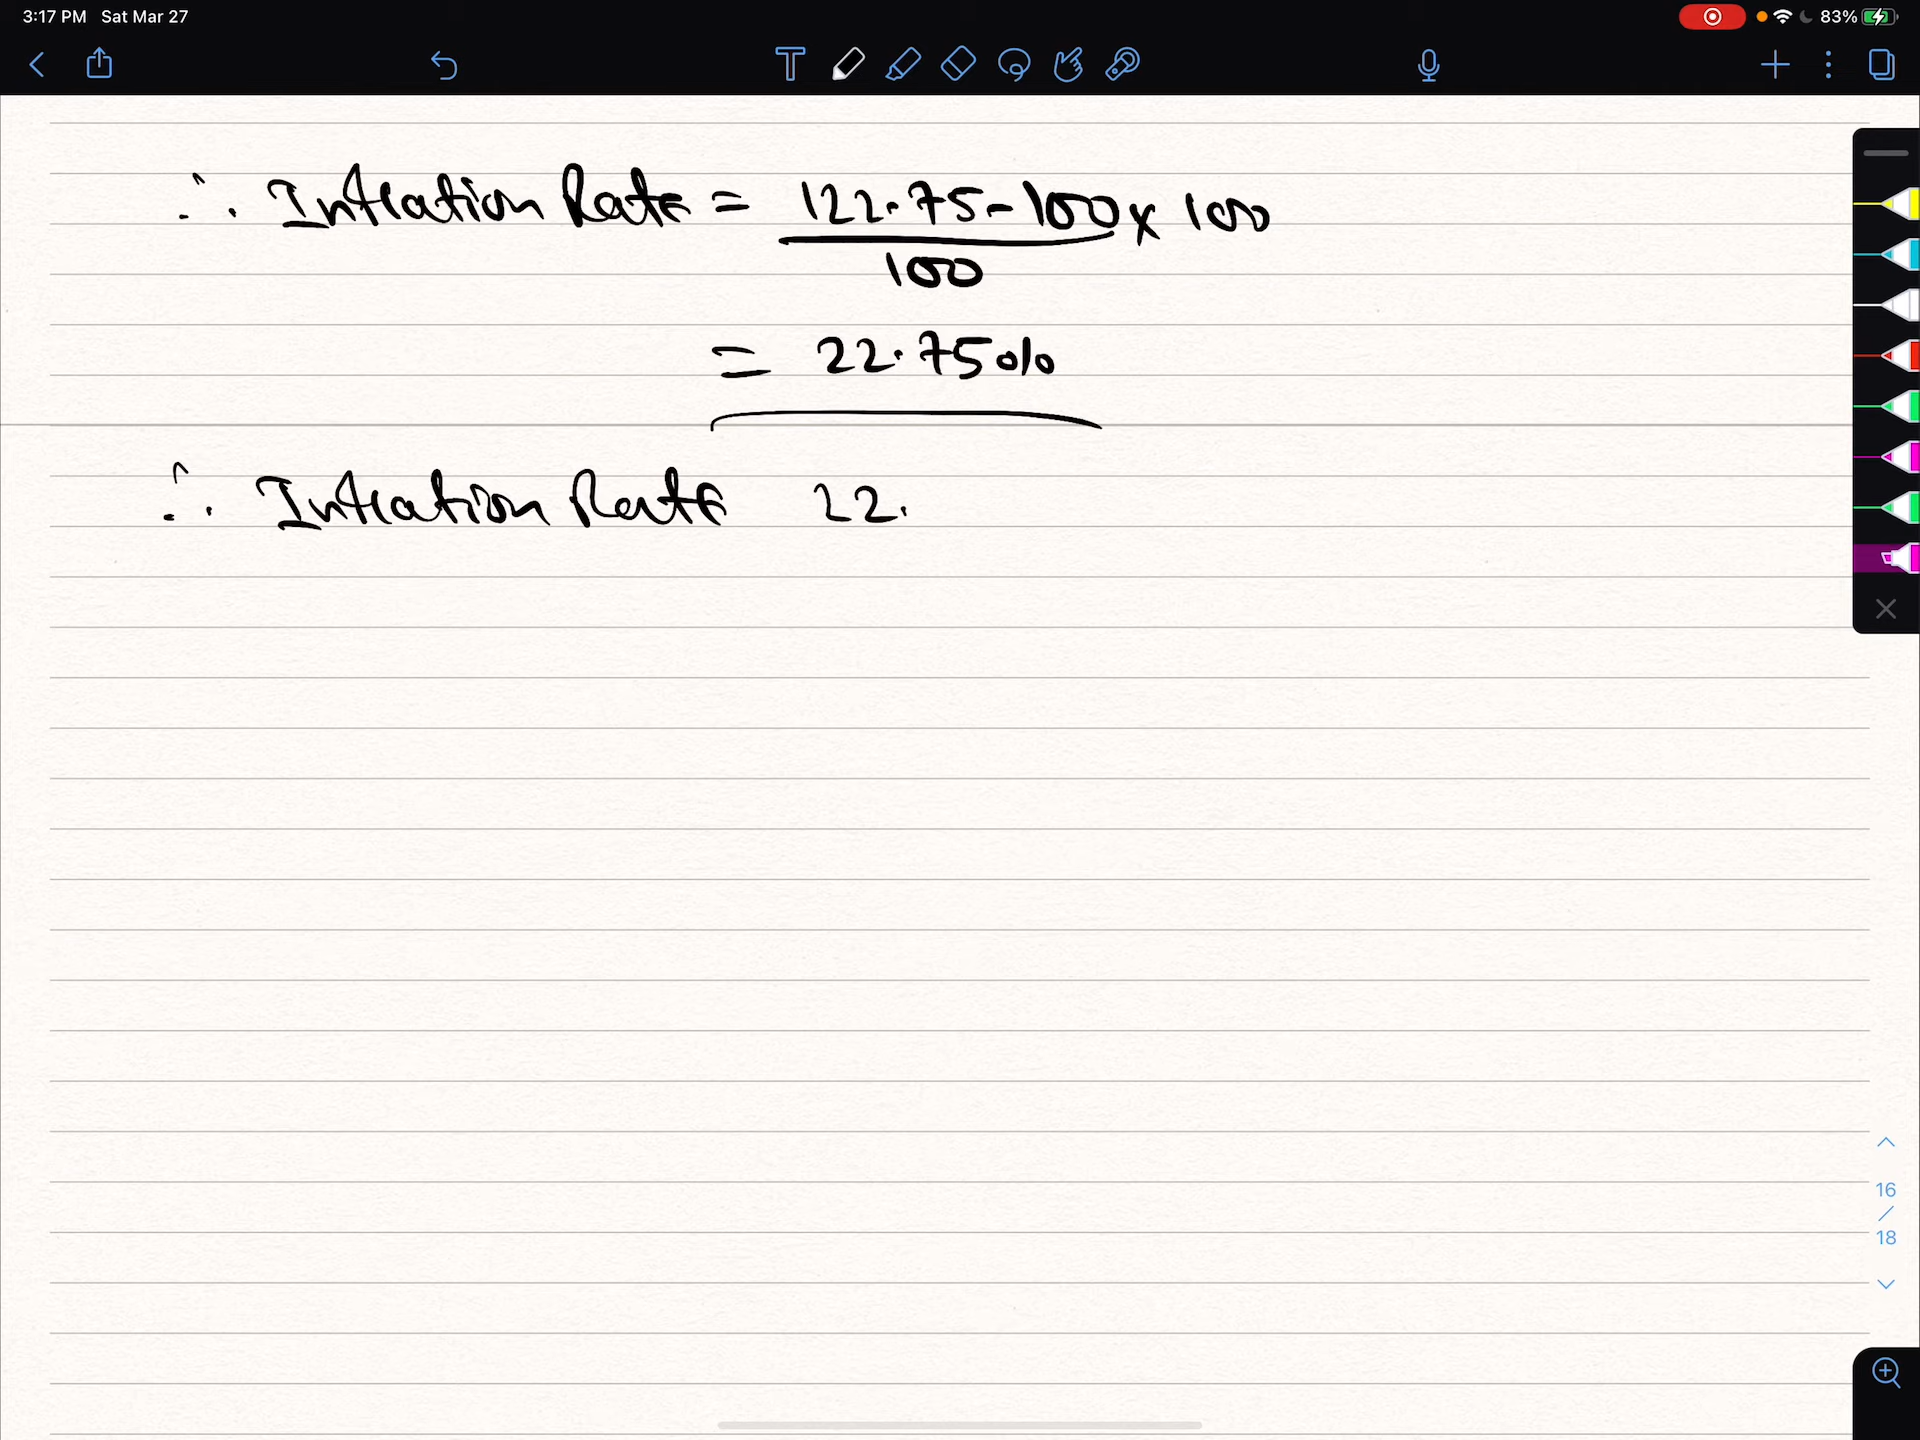 3:17 PM Sat Mar 27
83%
∴ Inflation Rate = 122.75 - 100 x 100
100
= 22.75%
∴ Inflation Rate 22.
16
/
18